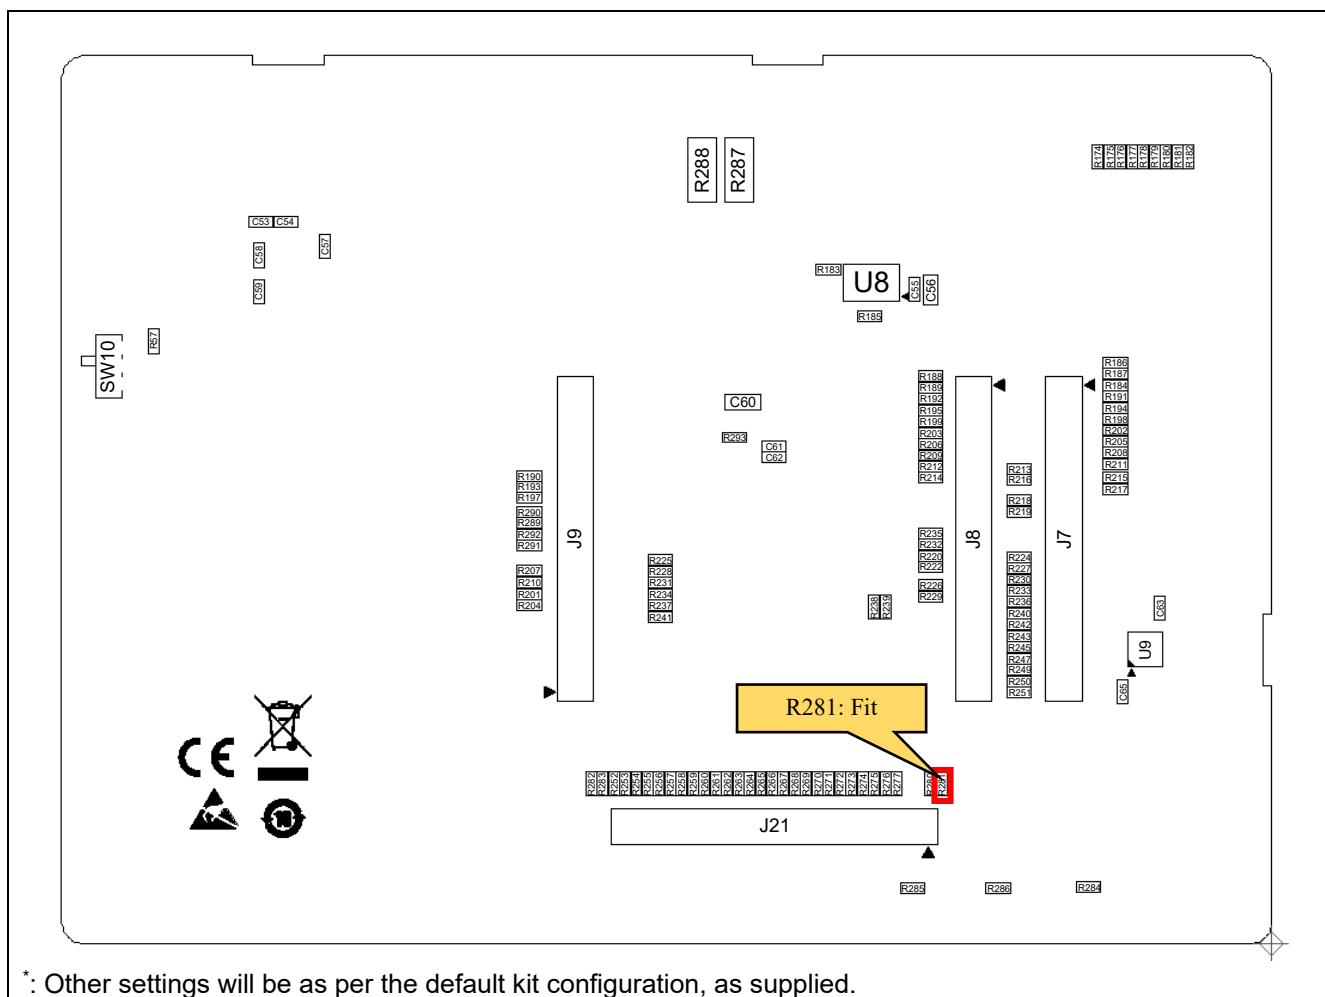 R288
R287
R174
R175
R176
R177
R178
R179
R180
R181
R182
C53 C54
C57
C58
C59
R183
U8
C55
C56
R185
R57
SW10
R186
R187
R184
R191
R194
R198
R202
R205
R208
R211
R215
R217
R188
R189
R192
R195
R199
R203
R206
R209
R212
R214
C60
R293
C61
C62
R213
R216
R218
R219
R190
R193
R197
R290
R289
R292
R291
R207
R210
R201
R204
J9
J8
J7
R225
R228
R231
R234
R237
R241
R235
R232
R220
R222
R226
R229
R238
R239
R224
R227
R230
R233
R236
R240
R242
R243
R245
R247
R249
R250
R251
C63
U9
C65
R281: Fit
CE
10
R282
R283
R252
R253
R254
R255
R256
R257
R258
R259
R260
R261
R262
R263
R264
R265
R266
R267
R268
R269
R270
R271
R272
R273
R274
R275
R276
R277
R280
R281
J21
R285
R286
R284
*: Other settings will be as per the default kit configuration, as supplied.